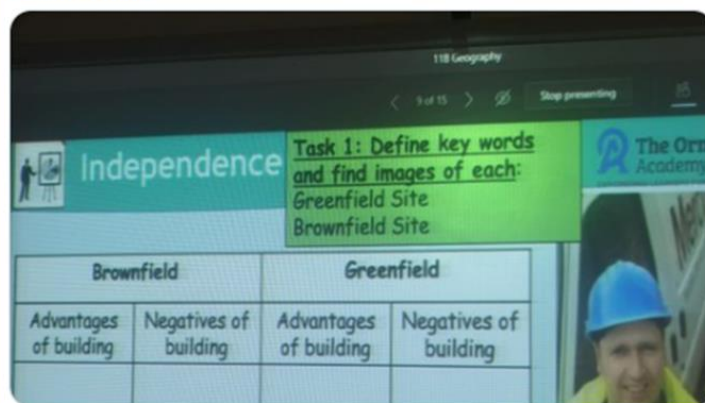 11B Geography
9 of 15
Stop presenting
Independence
Task 1: Define key words
and find images of each:
Greenfield Site
Brownfield Site
The Orm
Academy
Brownfield
Greenfield
Advantages
of building
Negatives of
building
Advantages
of building
Negatives of
building